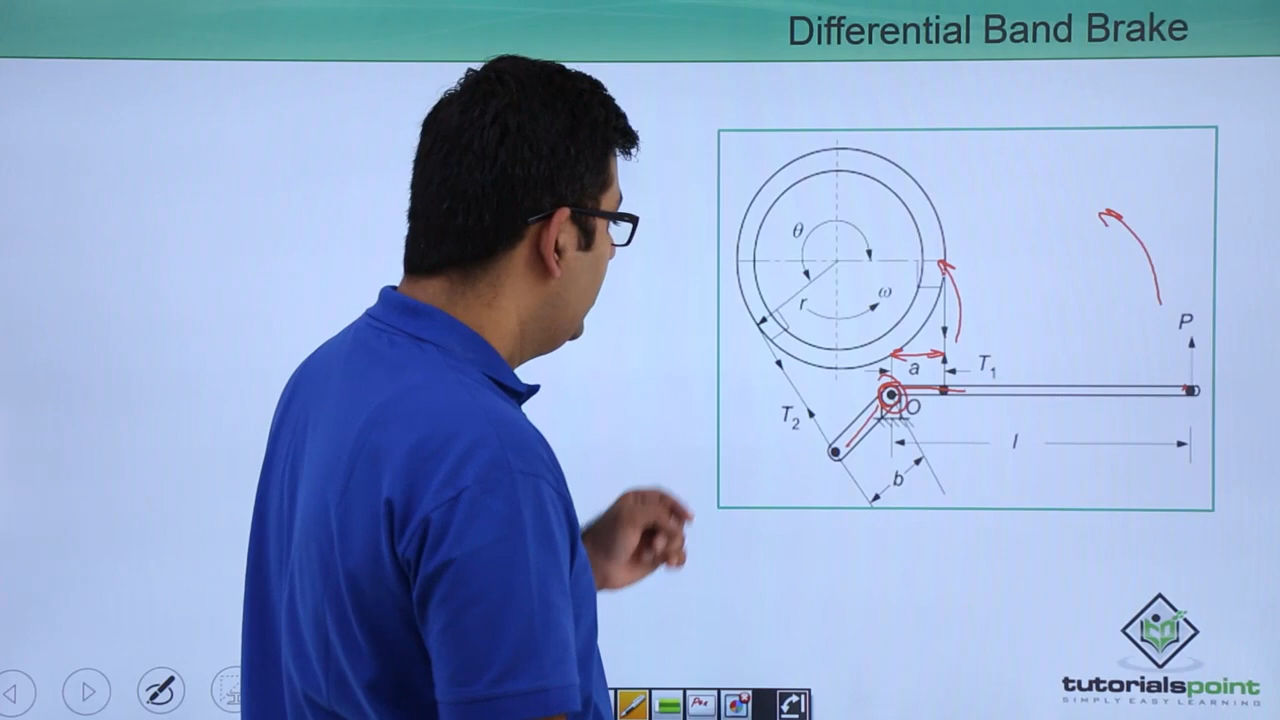 Differential Band Brake
θ
ω
r
P
a
T1
O
T2
l
b
tutorialspoint
SIMPLY EASY LEARNING